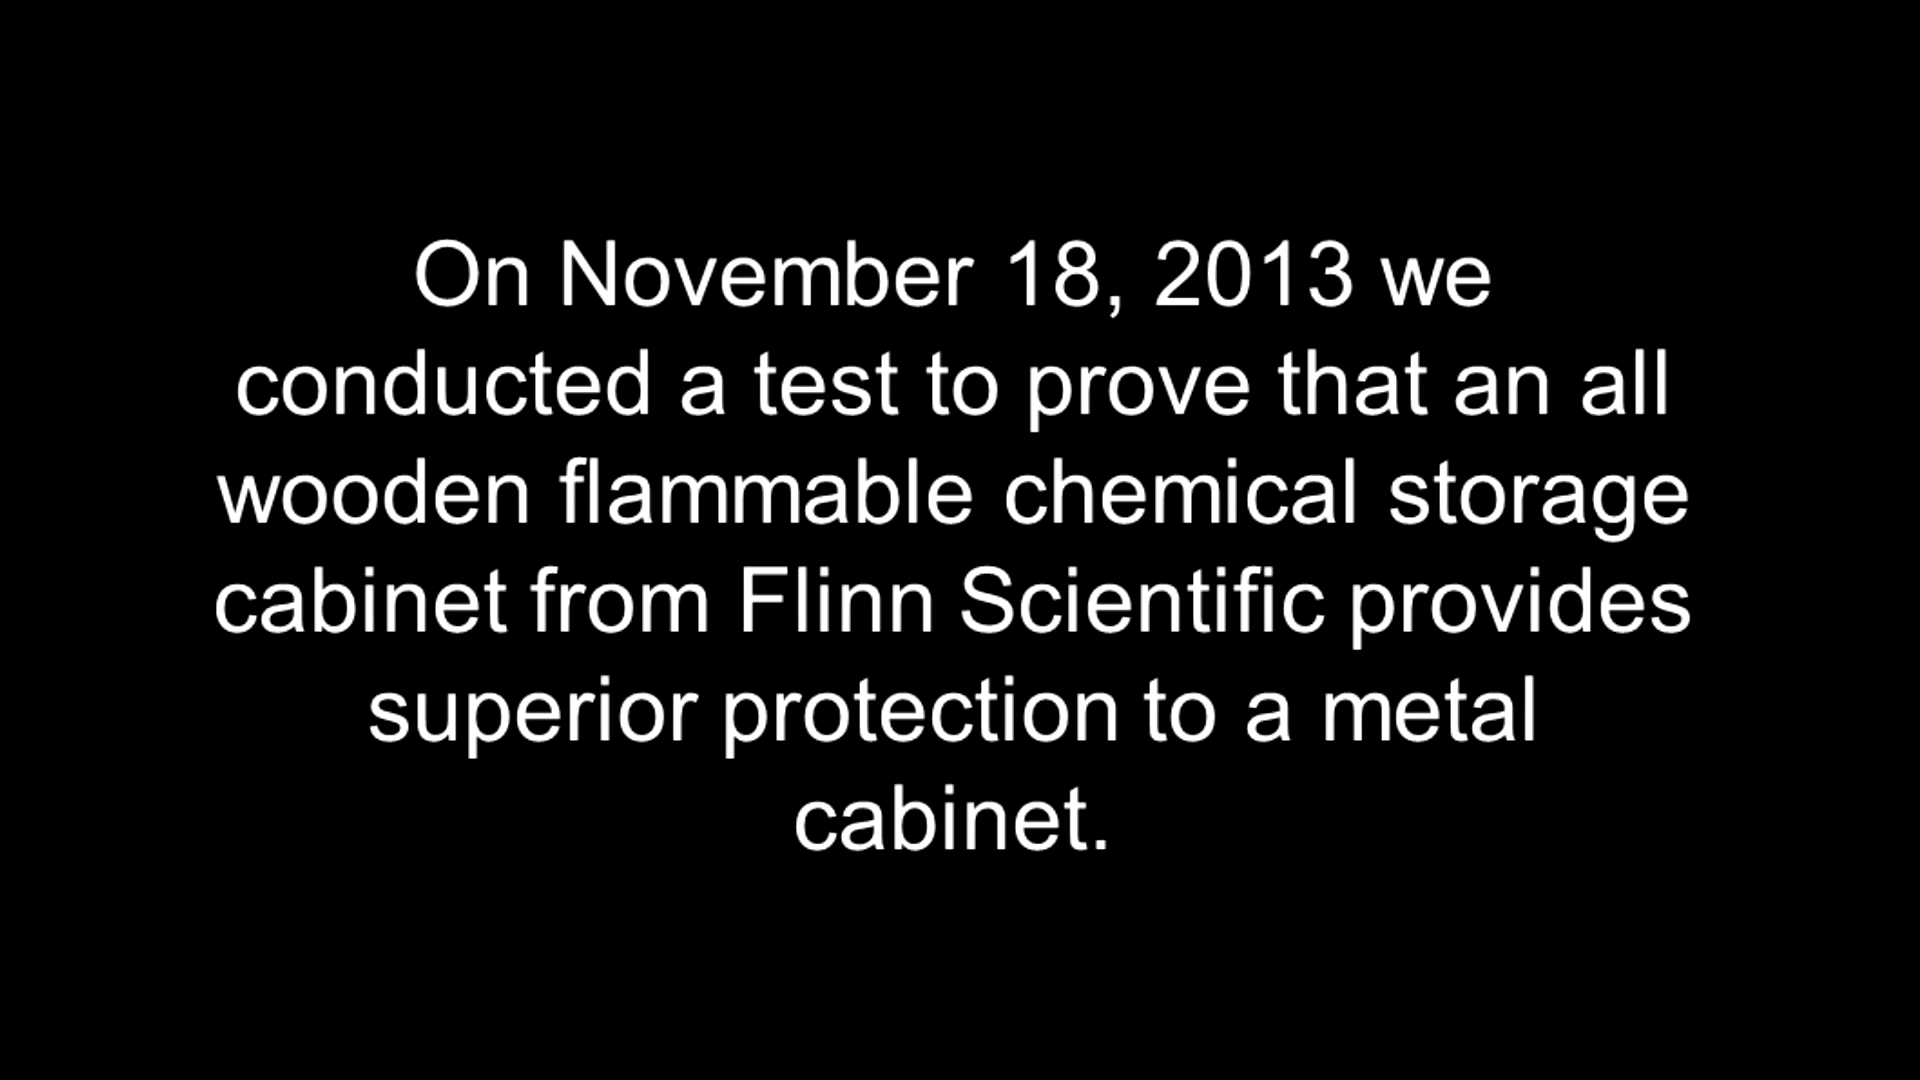 On November 18, 2013 we
conducted a test to prove that an all
wooden flammable chemical storage
cabinet from Flinn Scientific provides
superior protection to a metal
cabinet.